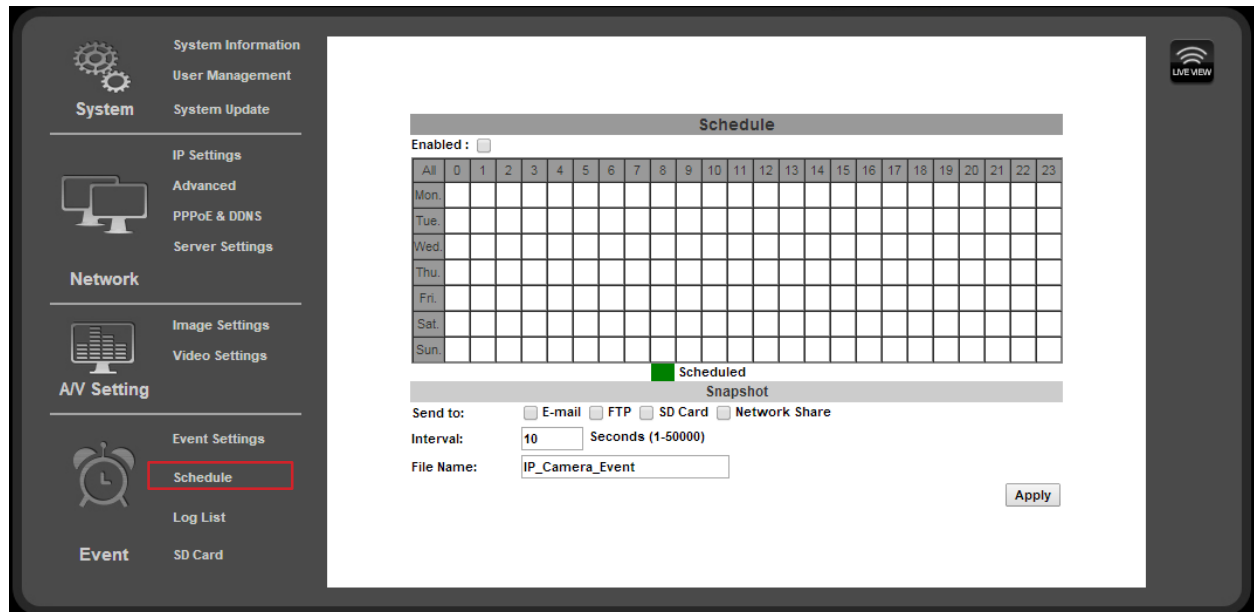 System Information
User Management
System
System Update
IP Settings
Advanced
PPPoE & DDNS
Server Settings
Network
Image Settings
Video Settings
A/V Setting
Event Settings
Schedule
Log List
Event
SD Card
LIVE VIEW
Schedule
Enabled :
All 0 1 2 3 4 5 6 7 8 9 10 11 12 13 14 15 16 17 18 19 20 21 22 23
Mon.
Tue.
Wed.
Thu.
Fri.
Sat.
Sun.
Scheduled
Snapshot
Send to: E-mail FTP SD Card Network Share
Interval: 10 Seconds (1-50000)
File Name: IP_Camera_Event
Apply